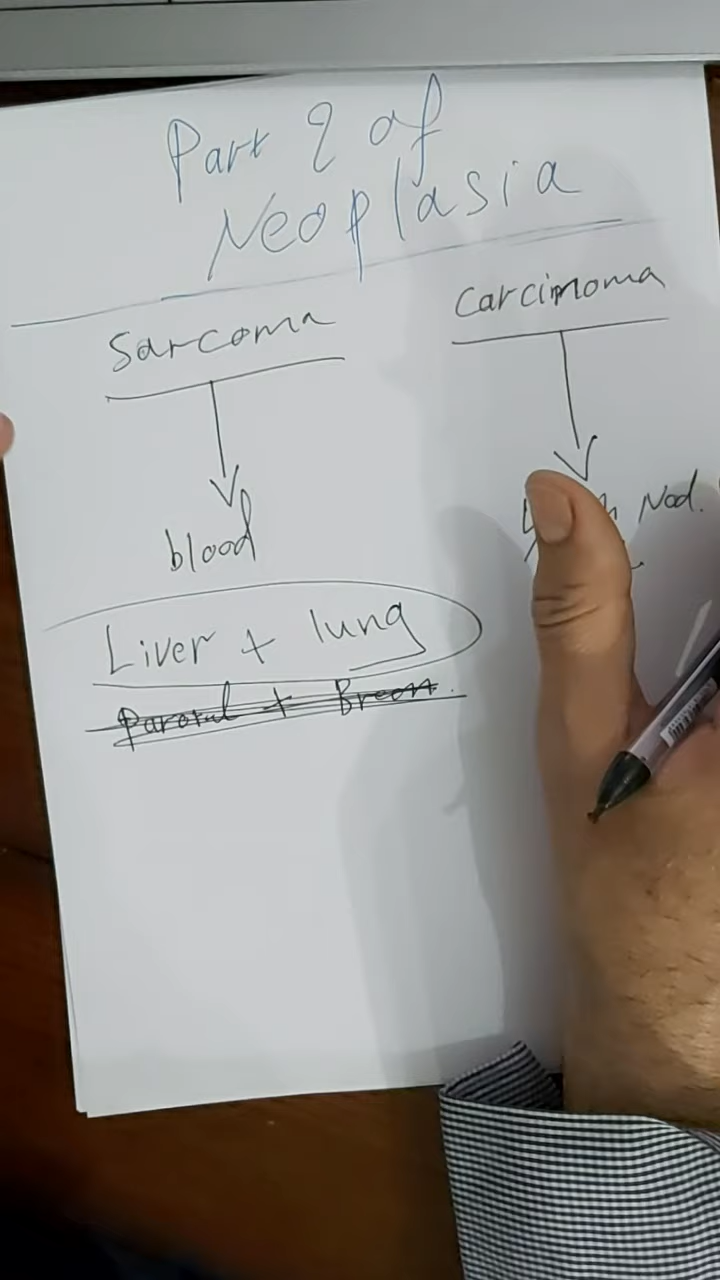 Part 2 of
Neoplasia
Sarcoma
Carcinoma
blood
Nod.
Liver + lung